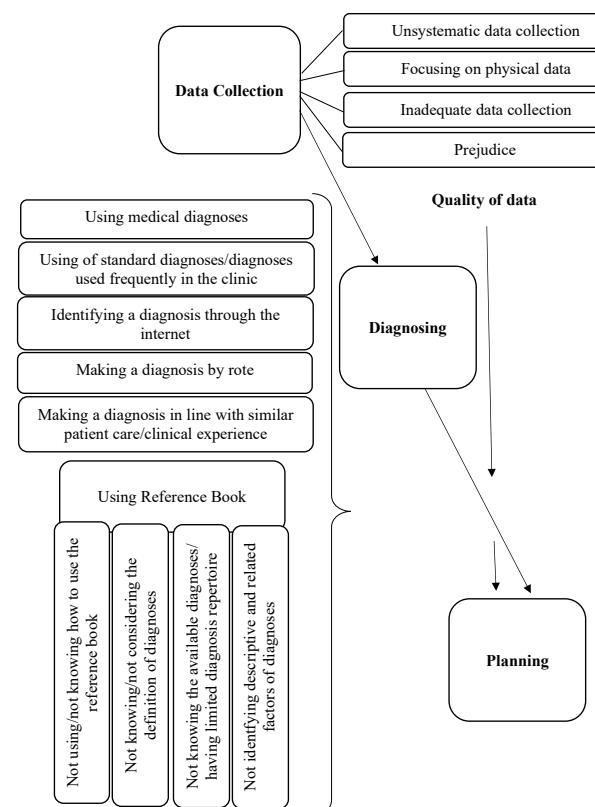 Data Collection
Unsystematic data collection
Focusing on physical data
Inadequate data collection
Prejudice
Quality of data
Using medical diagnoses
Using of standard diagnoses/diagnoses
used frequently in the clinic
Identifying a diagnosis through the
internet
Making a diagnosis by rote
Making a diagnosis in line with similar
patient care/clinical experience
Diagnosing
Using Reference Book
Not using/not knowing how to use the
reference book
Not knowing/not considering the
definition of diagnoses
Not knowing the available diagnoses/
having limited diagnosis repertoire
Not identfying descriptive and related
factors of diagnoses
Planning